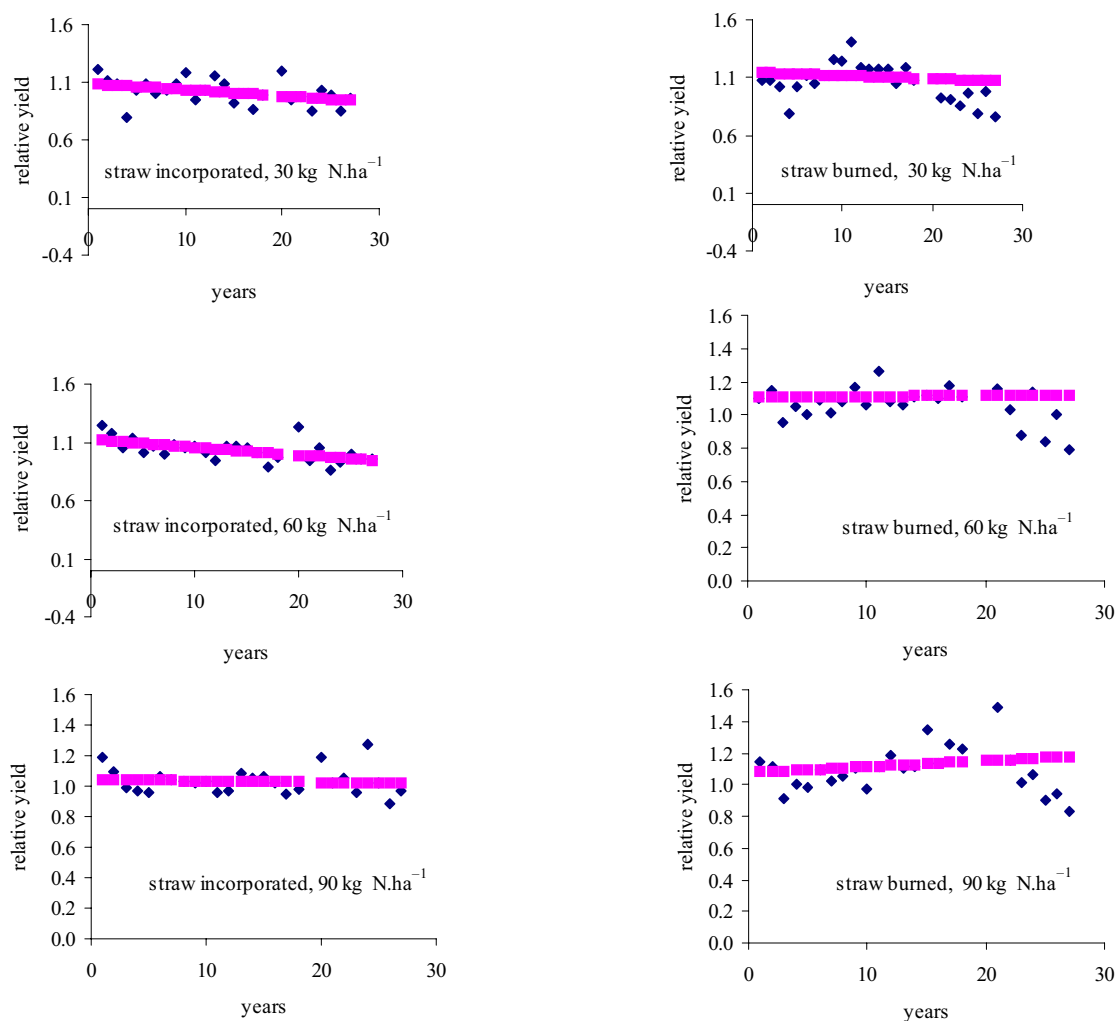 1.6
1.1
0.6
0.1
-0.4
relative yield
straw incorporated, 30 kg N.ha⁻¹
0 10 20 30
years
1.6
1.1
0.6
0.1
-0.4
relative yield
straw burned, 30 kg N.ha⁻¹
0 10 20 30
years
1.6
1.1
0.6
0.1
-0.4
relative yield
straw incorporated, 60 kg N.ha⁻¹
0 10 20 30
years
1.6
1.4
1.2
1.0
0.8
0.6
0.4
0.2
0.0
relative yield
straw burned, 60 kg N.ha⁻¹
0 10 20 30
years
1.6
1.4
1.2
1.0
0.8
0.6
0.4
0.2
0.0
relative yield
straw incorporated, 90 kg N.ha⁻¹
0 10 20 30
years
1.6
1.4
1.2
1.0
0.8
0.6
0.4
0.2
0.0
relative yield
straw burned, 90 kg N.ha⁻¹
0 10 20 30
years